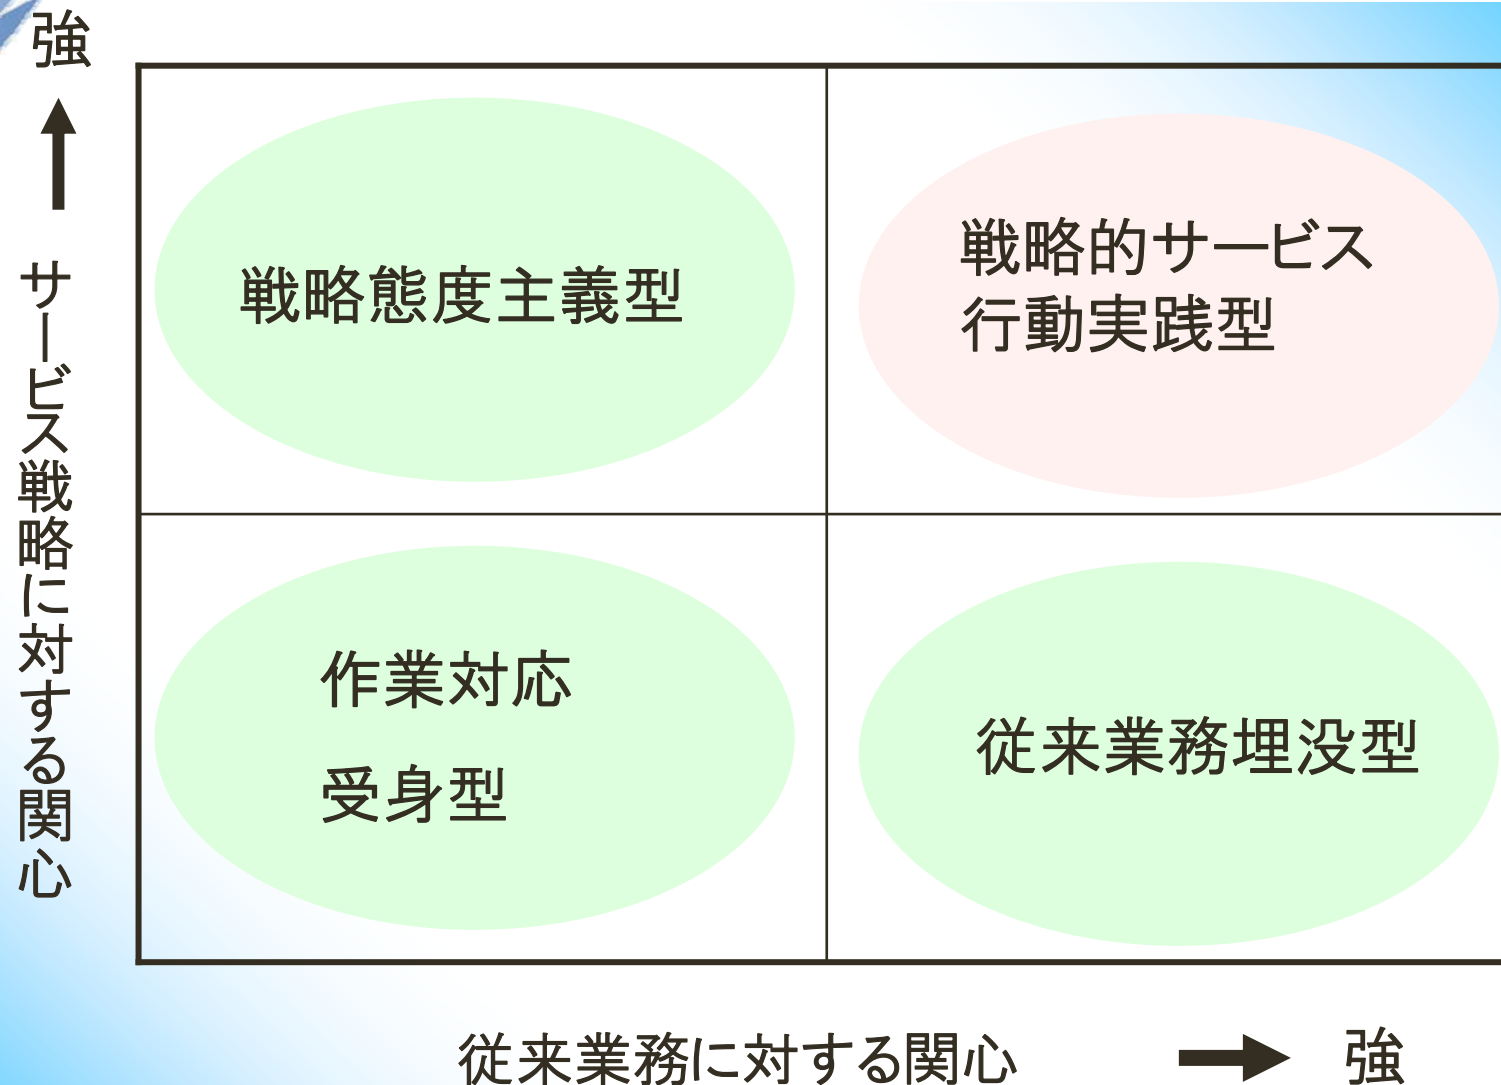 強
サービス戦略に対する関心
戦略態度主義型
戦略的サービス
行動実践型
作業対応
受身型
従来業務埋没型
従来業務に対する関心
強